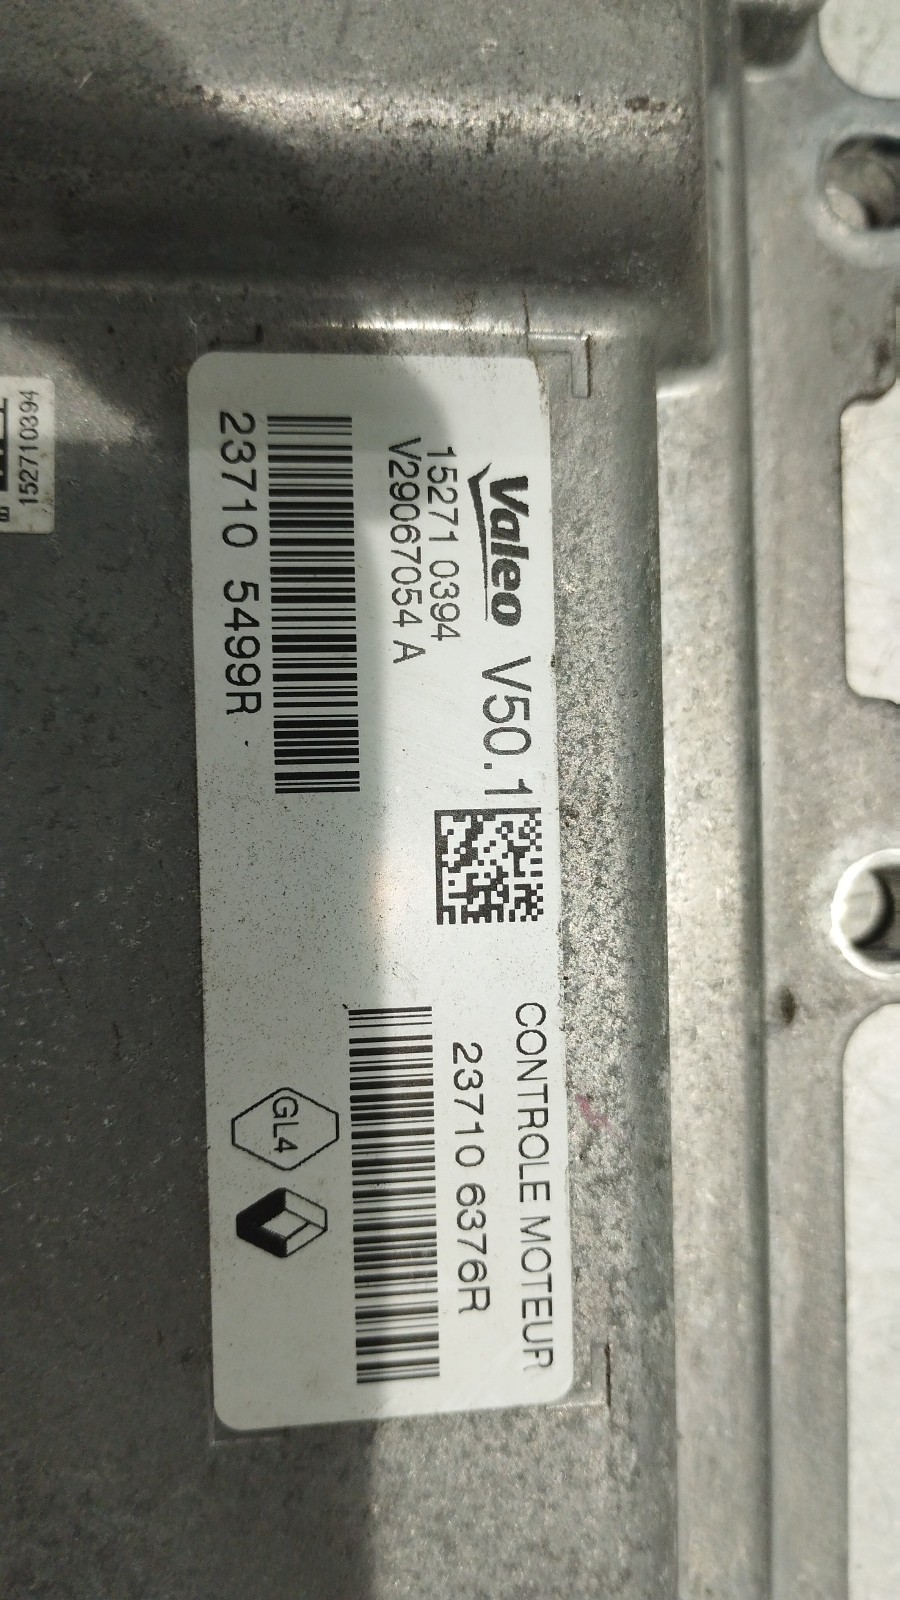 Valeo V50.1
15271 0394
V29067054 A
23710 5499R
CONTROLE MOTEUR
23710 6376R
GL4
152710394